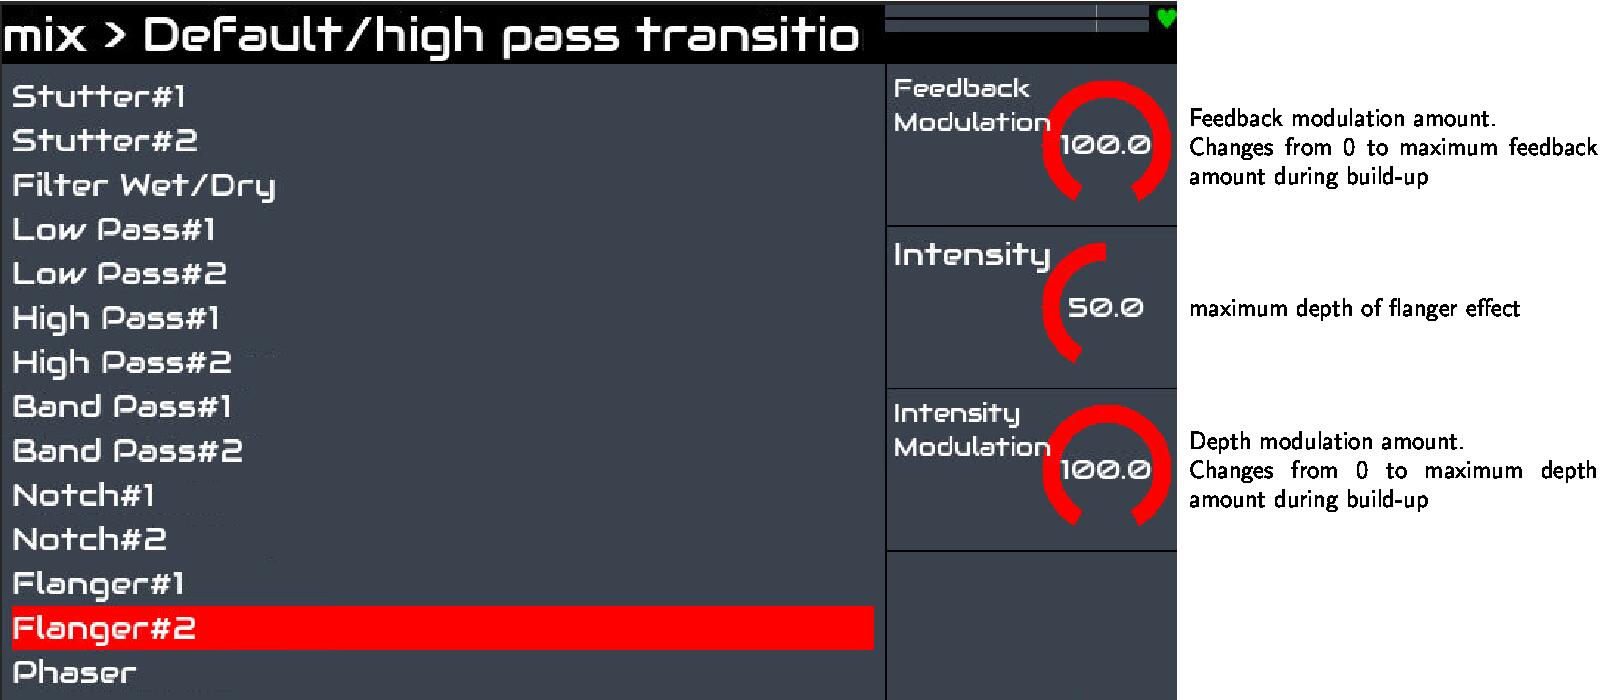 mix > Default/high pass transitio
Stutter#1
Stutter#2
Filter Wet/Dry
Low Pass#1
Low Pass#2
High Pass#1
High Pass#2
Band Pass#1
Band Pass#2
Notch#1
Notch#2
Flanger#1
Flanger#2
Phaser
Feedback
Modulation
100.0
Feedback modulation amount.
Changes from 0 to maximum feedback
amount during build-up
Intensity
50.0
maximum depth of flanger effect
Intensity
Modulation
100.0
Depth modulation amount.
Changes from 0 to maximum depth
amount during build-up